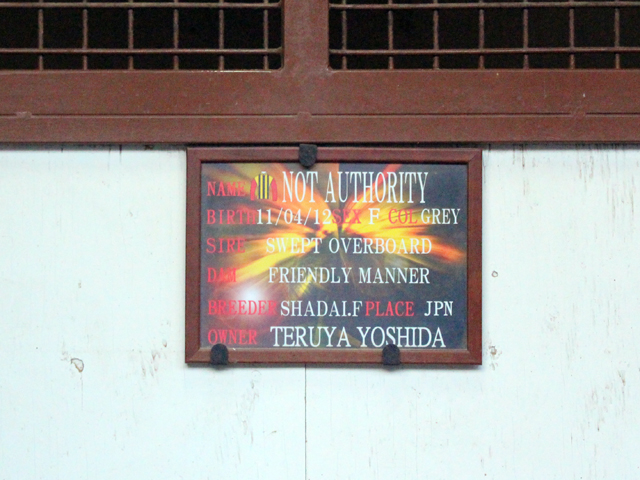 NAME NOT AUTHORITY
BIRTH 11/04/12 SEX F COL GREY
SIRE SWEPT OVERBOARD
DAM FRIENDLY MANNER
BREEDER SHADAI.F PLACE JPN
OWNER TERUYA YOSHIDA